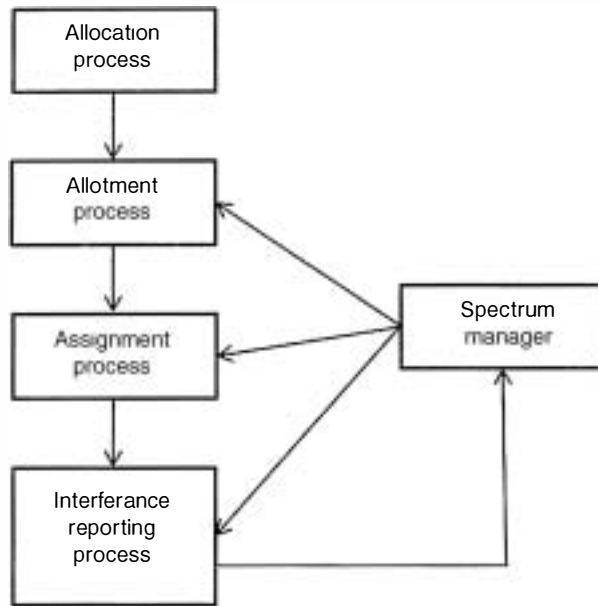 Allocation
process
Allotment
process
Spectrum
manager
Assignment
process
Interferance
reporting
process